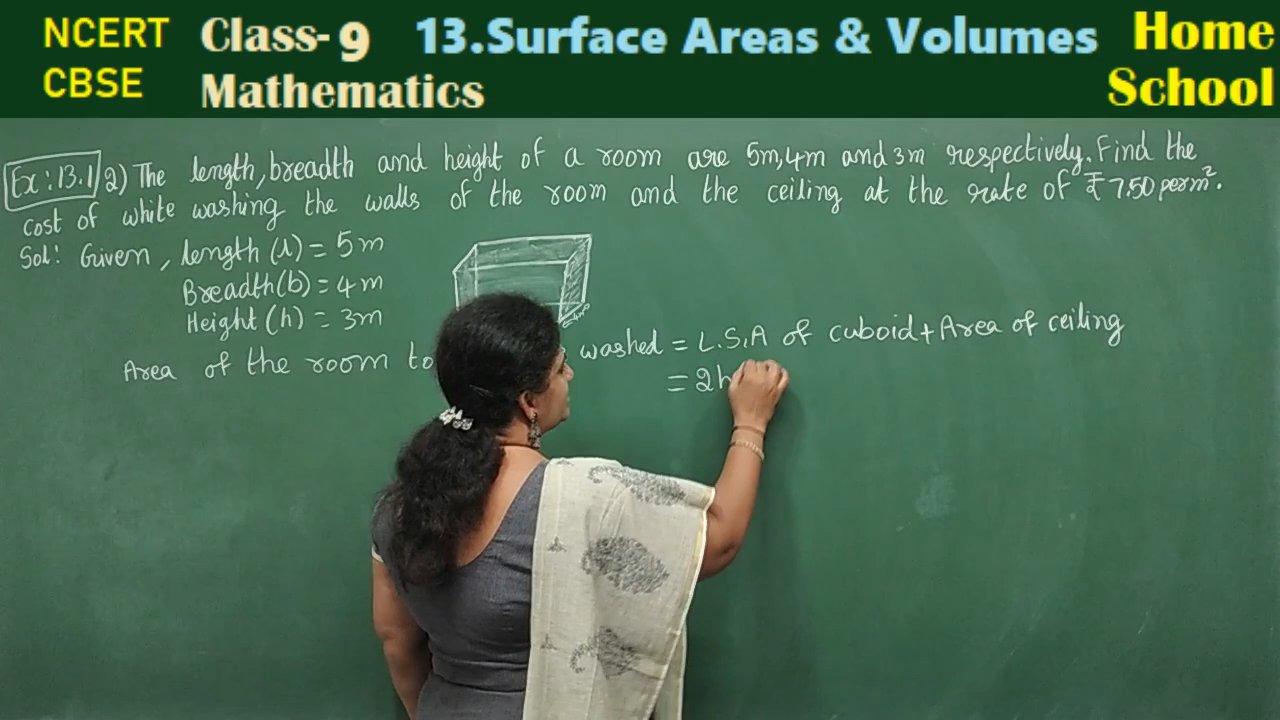 NCERT Class-9 13.Surface Areas & Volumes Home
CBSE Mathematics School
Ex: 13.1 2) The length, breadth and height of a room are 5m, 4m and 3m respectively. Find the
cost of white washing the walls of the room and the ceiling at the rate of ₹ 7.50 per m².
Sol: Given, length (l) = 5m
Breadth(b) = 4m
Height (h) = 3m
Area of the room to washed = L.S.A of cuboid + Area of ceiling
= 2h